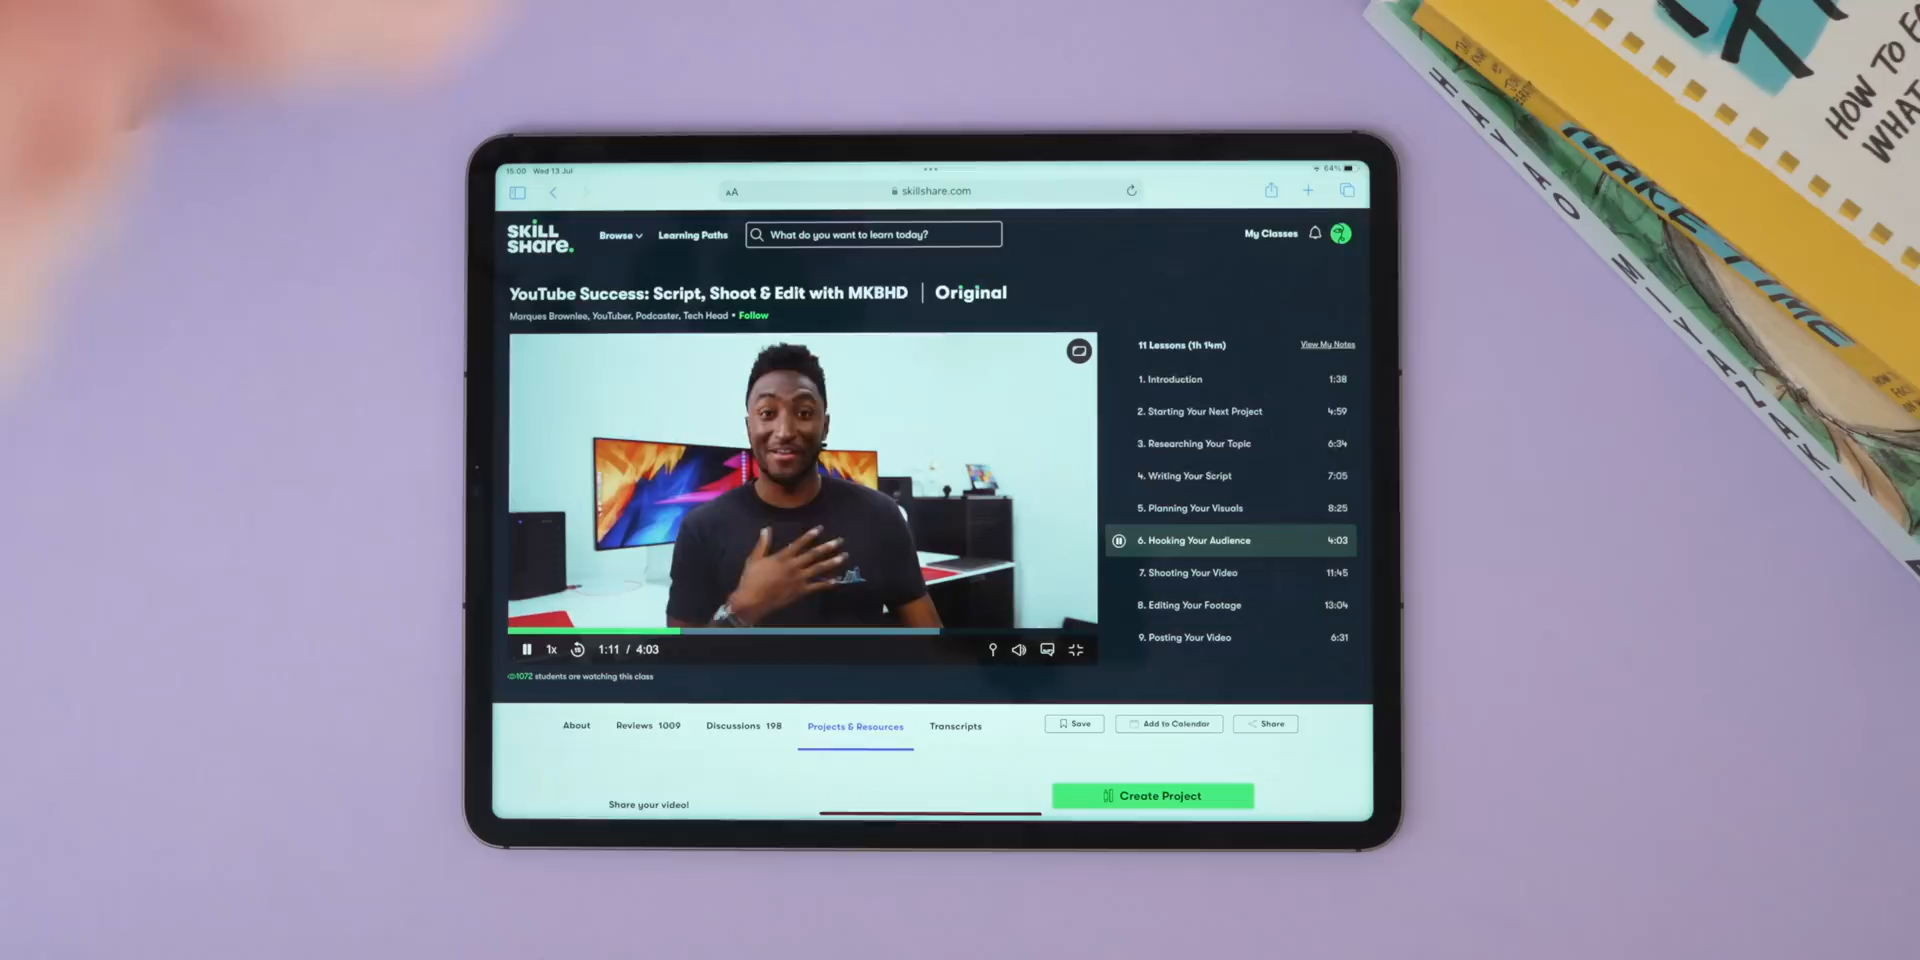 15:00 Wed 13 Jul
64%
AA
skillshare.com
SKILL
SHARE.
Browse
Learning Paths
What do you want to learn today?
My Classes
YouTube Success: Script, Shoot & Edit with MKBHD | Original
Marques Brownlee, YouTuber, Podcaster, Tech Head • Follow
11 Lessons (1h 14m)
View My Notes
1. Introduction 1:38
2. Starting Your Next Project 4:59
3. Researching Your Topic 6:34
4. Writing Your Script 7:05
5. Planning Your Visuals 8:25
6. Hooking Your Audience 4:03
7. Shooting Your Video 11:45
8. Editing Your Footage 13:04
9. Posting Your Video 6:31
1x
15
1:11 / 4:03
1072 students are watching this class
About
Reviews 1009
Discussions 198
Projects & Resources
Transcripts
Save
Add to Calendar
Share
Share your video!
Create Project
HOW TO
WHAT
MAKE TIME
HAYAO MIYAZAKI